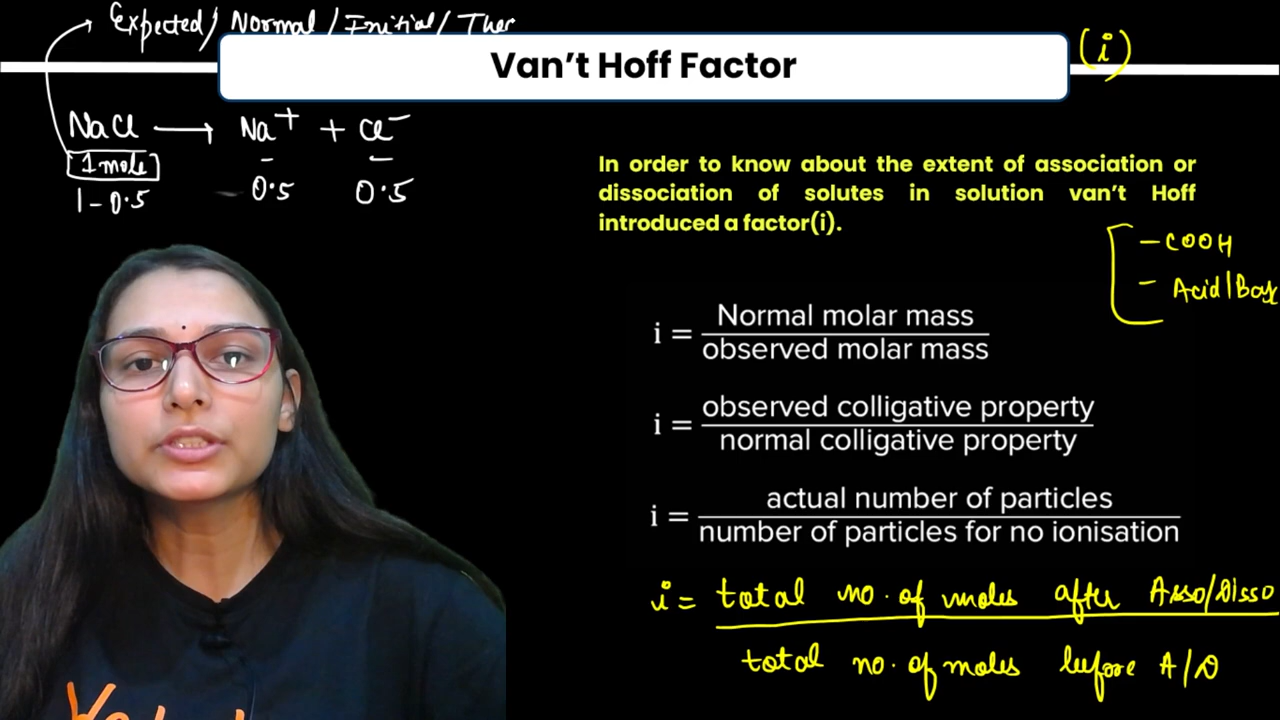 Expected/ Normal / Initial / Ther
Van't Hoff Factor
(i)
NaCl → Na+ + Cl-
1 mole
1-0.5 0.5 0.5
In order to know about the extent of association or
dissociation of solutes in solution van't Hoff
introduced a factor(i).
- COOH
- Acid/Base
i = Normal molar mass
observed molar mass
i = observed colligative property
normal colligative property
i = actual number of particles
number of particles for no ionisation
i = total no. of moles after Asso/Disso
total no. of moles before A/D